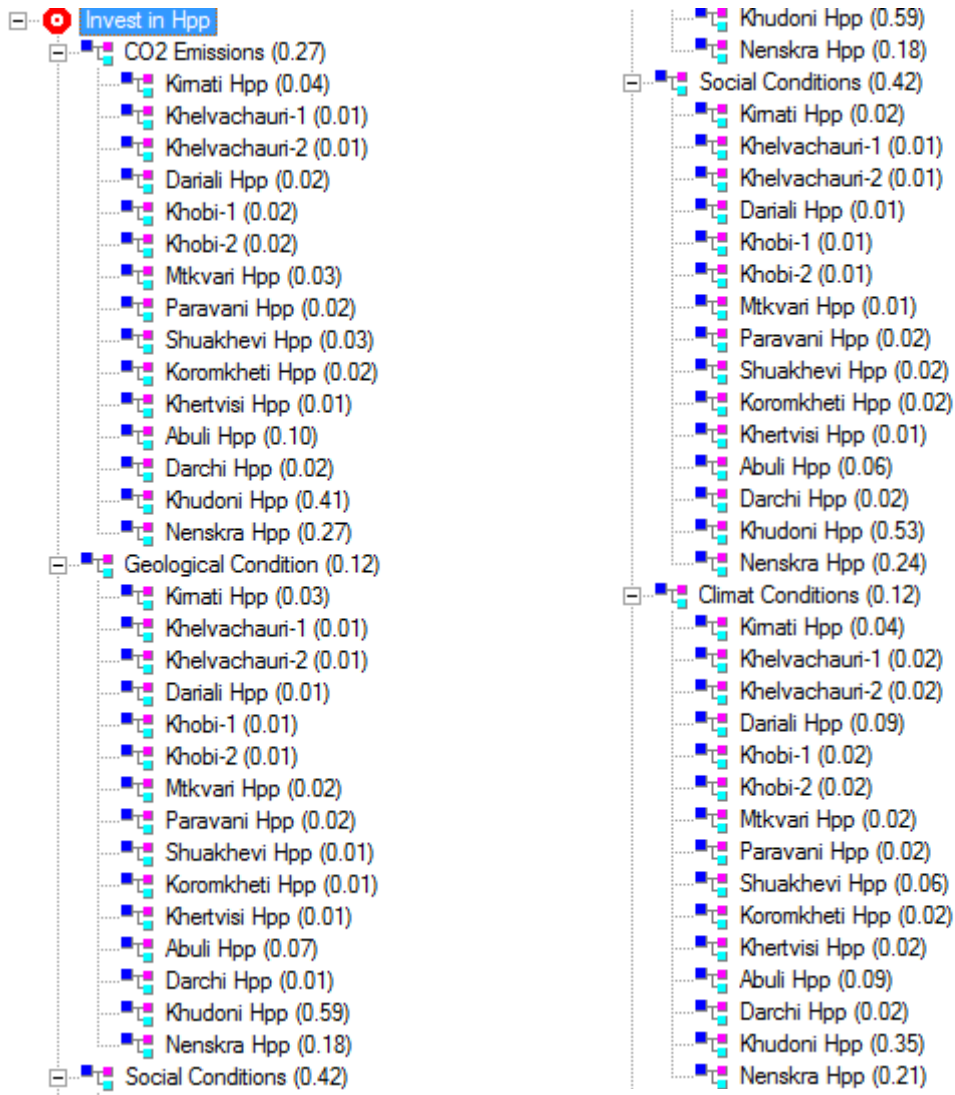 Invest in Hpp
CO2 Emissions (0.27)
Kimati Hpp (0.04)
Khelvachauri-1 (0.01)
Khelvachauri-2 (0.01)
Dariali Hpp (0.02)
Khobi-1 (0.02)
Khobi-2 (0.02)
Mtkvari Hpp (0.03)
Paravani Hpp (0.02)
Shuakhevi Hpp (0.03)
Koromkheti Hpp (0.02)
Khertvisi Hpp (0.01)
Abuli Hpp (0.10)
Darchi Hpp (0.02)
Khudoni Hpp (0.41)
Nenskra Hpp (0.27)
Geological Condition (0.12)
Kimati Hpp (0.03)
Khelvachauri-1 (0.01)
Khelvachauri-2 (0.01)
Dariali Hpp (0.01)
Khobi-1 (0.01)
Khobi-2 (0.01)
Mtkvari Hpp (0.02)
Paravani Hpp (0.02)
Shuakhevi Hpp (0.01)
Koromkheti Hpp (0.01)
Khertvisi Hpp (0.01)
Abuli Hpp (0.07)
Darchi Hpp (0.01)
Khudoni Hpp (0.59)
Nenskra Hpp (0.18)
Social Conditions (0.42)
Khudoni Hpp (0.59)
Nenskra Hpp (0.18)
Social Conditions (0.42)
Kimati Hpp (0.02)
Khelvachauri-1 (0.01)
Khelvachauri-2 (0.01)
Dariali Hpp (0.01)
Khobi-1 (0.01)
Khobi-2 (0.01)
Mtkvari Hpp (0.01)
Paravani Hpp (0.02)
Shuakhevi Hpp (0.02)
Koromkheti Hpp (0.02)
Khertvisi Hpp (0.01)
Abuli Hpp (0.06)
Darchi Hpp (0.02)
Khudoni Hpp (0.53)
Nenskra Hpp (0.24)
Climat Conditions (0.12)
Kimati Hpp (0.04)
Khelvachauri-1 (0.02)
Khelvachauri-2 (0.02)
Dariali Hpp (0.09)
Khobi-1 (0.02)
Khobi-2 (0.02)
Mtkvari Hpp (0.02)
Paravani Hpp (0.02)
Shuakhevi Hpp (0.06)
Koromkheti Hpp (0.02)
Khertvisi Hpp (0.02)
Abuli Hpp (0.09)
Darchi Hpp (0.02)
Khudoni Hpp (0.35)
Nenskra Hpp (0.21)